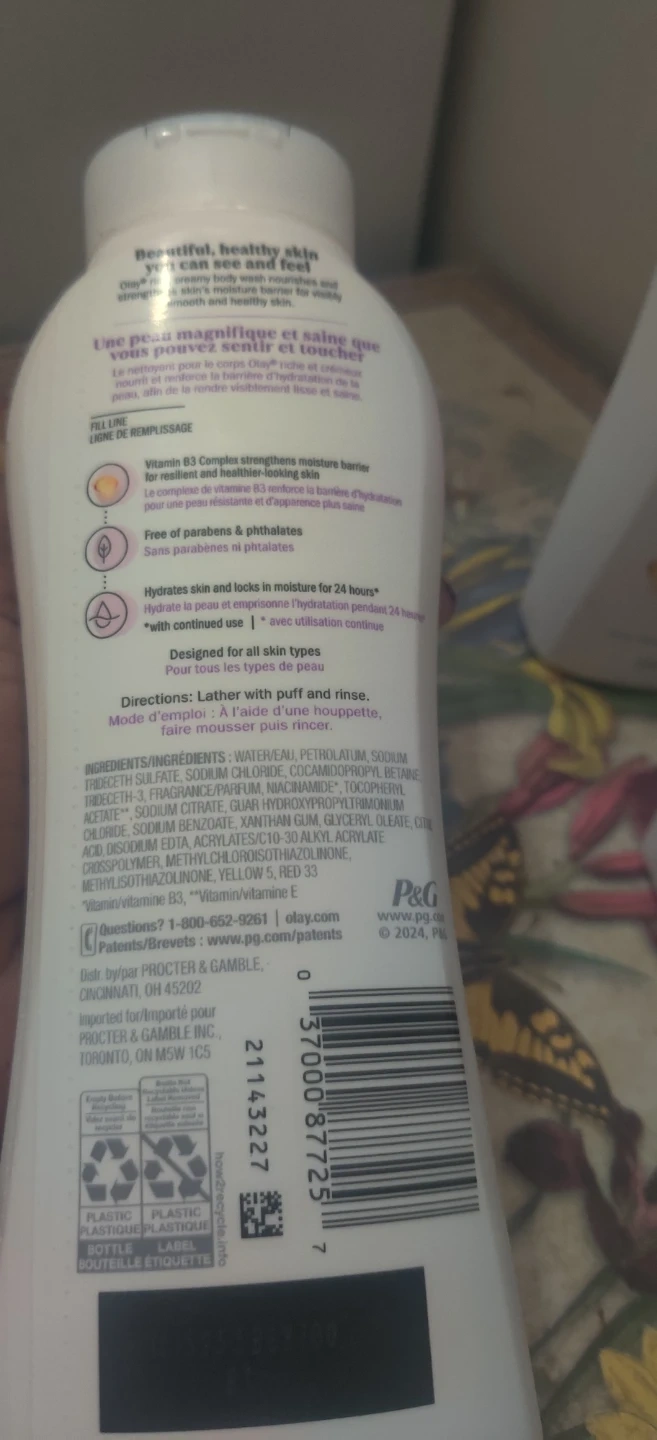 Beautiful, healthy skin
you can see and feel
Olay® creamy body wash nourishes and
skin's moisture barrier for visibly
smooth and healthy skin.
Une peau magnifique et saine que
vous pouvez sentir et toucher
Le nettoyant pour le corps Olay® riche et crémeux
nourrit et renforce la barrière d'hydratation de la
peau, afin de la rendre visiblement lisse et saine.
FILL LINE
LIGNE DE REMPLISSAGE
Vitamin B3 Complex strengthens moisture barrier
for resilient and healthier-looking skin
Le complexe de vitamine B3 renforce la barrière d'hydratation
pour une peau résistante et d'apparence plus saine
Free of parabens & phthalates
Sans parabènes ni phtalates
Hydrates skin and locks in moisture for 24 hours*
Hydrate la peau et emprisonne l'hydratation pendant 24
*with continued use | * avec utilisation continue
Designed for all skin types
Pour tous les types de peau
Directions: Lather with puff and rinse.
Mode d'emploi : À l'aide d'une houppette,
faire mousser puis rincer.
INGREDIENTS/INGRÉDIENTS : WATER/EAU, PETROLATUM, SODIUM
TRIDECETH SULFATE, SODIUM CHLORIDE, COCAMIDOPROPYL BETAINE,
TRIDECETH-3, FRAGRANCE/PARFUM, NIACINAMIDE*, TOCOPHERYL
ACETATE**, SODIUM CITRATE, GUAR HYDROXYPROPYLTRIMONIUM
CHLORIDE, SODIUM BENZOATE, XANTHAN GUM, GLYCERYL OLEATE,
ACID, DISODIUM EDTA, ACRYLATES/C10-30 ALKYL ACRYLATE
CROSSPOLYMER, METHYLCHLOROISOTHIAZOLINONE,
METHYLISOTHIAZOLINONE, YELLOW 5, RED 33
*Vitamin/vitamine B3, **Vitamin/vitamine E
P&G
www.pg.co
© 2024, P&
Questions? 1-800-652-9261 | olay.com
Patents/Brevets : www.pg.com/patents
Distr. by/par PROCTER & GAMBLE,
CINCINNATI, OH 45202
Imported for/Importé pour
PROCTER & GAMBLE INC.,
TORONTO, ON M5W 1C5
Empty Before
Recycling
PLASTIC
PLASTIQUE
BOTTLE
BOUTEILLE
PLASTIC
PLASTIQUE
LABEL
ÉTIQUETTE
how2recycle.info
21143227
0 37000 87725 7